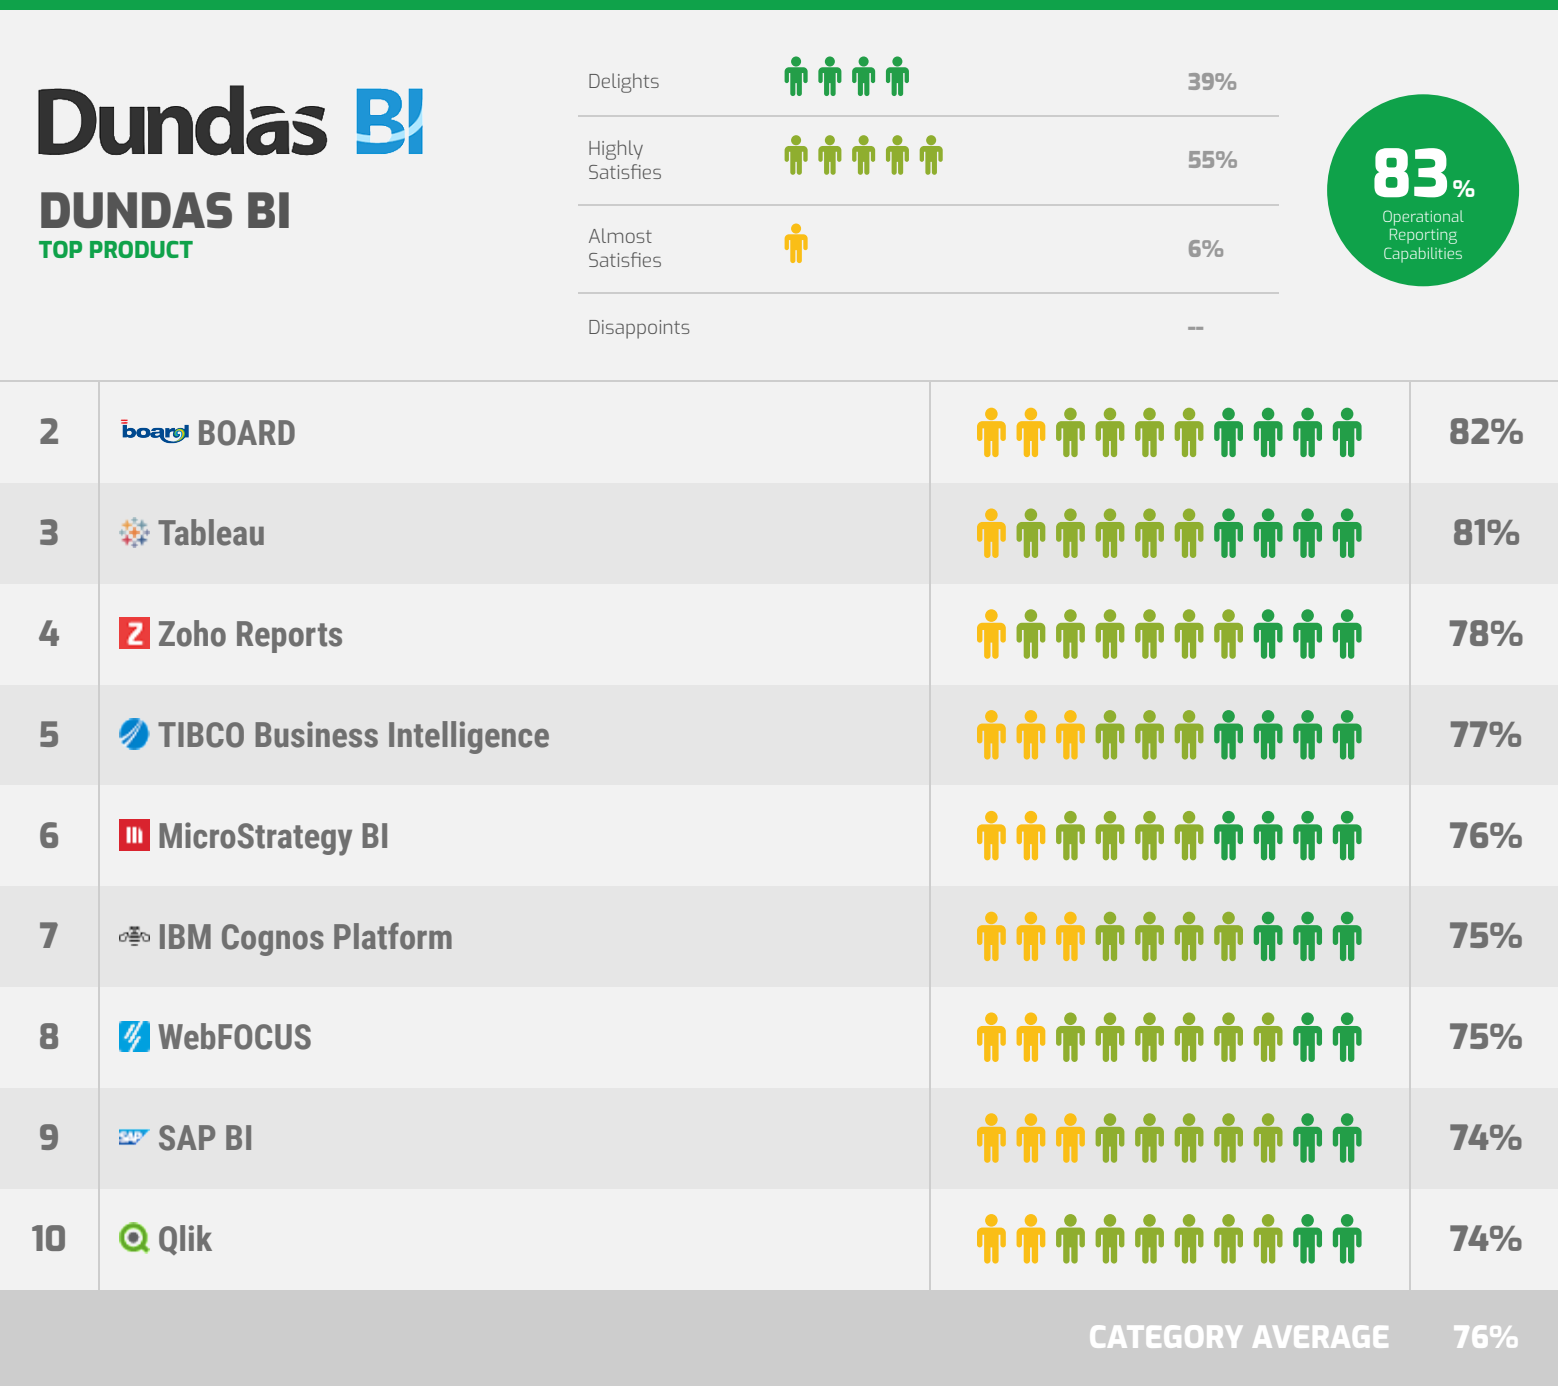 Dundas BI
DUNDAS BI
TOP PRODUCT
Delights 39%
Highly
Satisfies 55%
Almost
Satisfies 6%
Disappoints --
83%
Operational
Reporting
Capabilities
2 board BOARD 82%
3 Tableau 81%
4 Z Zoho Reports 78%
5 TIBCO Business Intelligence 77%
6 MicroStrategy BI 76%
7 IBM Cognos Platform 75%
8 WebFOCUS 75%
9 SAP SAP BI 74%
10 Qlik 74%
CATEGORY AVERAGE 76%